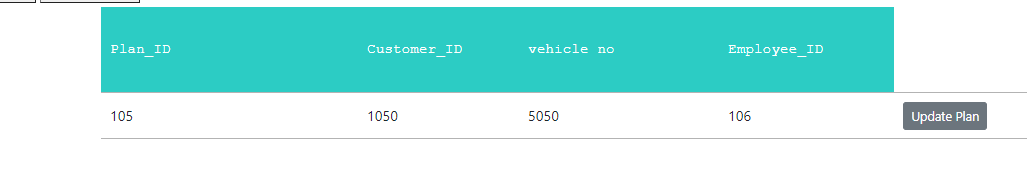 Plan_ID Customer_ID vehicle no Employee_ID
105 1050 5050 106 Update Plan